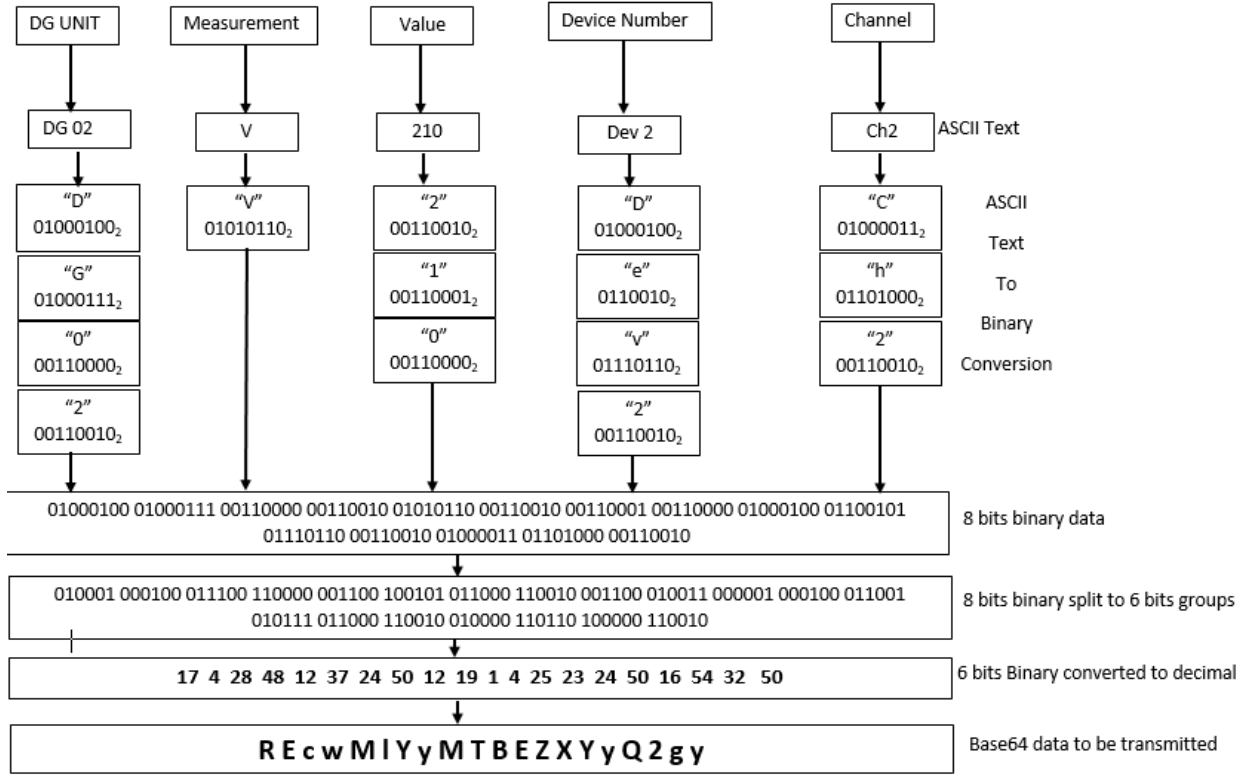 DG UNIT
Measurement
Value
Device Number
Channel
DG 02
V
210
Dev 2
Ch2
ASCII Text
“D”
01000100₂
“G”
01000111₂
“0”
00110000₂
“2”
00110010₂
“V”
01010110₂
“2”
00110010₂
“1”
00110001₂
“0”
00110000₂
“D”
01000100₂
“e”
0110010₂
“v”
01110110₂
“2”
00110010₂
“C”
01000011₂
“h”
01101000₂
“2”
00110010₂
ASCII
Text
To
Binary
Conversion
01000100 01000111 00110000 00110010 01010110 00110010 00110001 00110000 01000100 01100101
01110110 00110010 01000011 01101000 00110010
8 bits binary data
010001 000100 011100 110000 001100 100101 011000 110010 001100 010011 000001 000100 011001
010111 011000 110010 010000 110110 100000 110010
8 bits binary split to 6 bits groups
17 4 28 48 12 37 24 50 12 19 1 4 25 23 24 50 16 54 32 50
6 bits Binary converted to decimal
R E c w M l Y y M T B E Z X Y y Q 2 g y
Base64 data to be transmitted